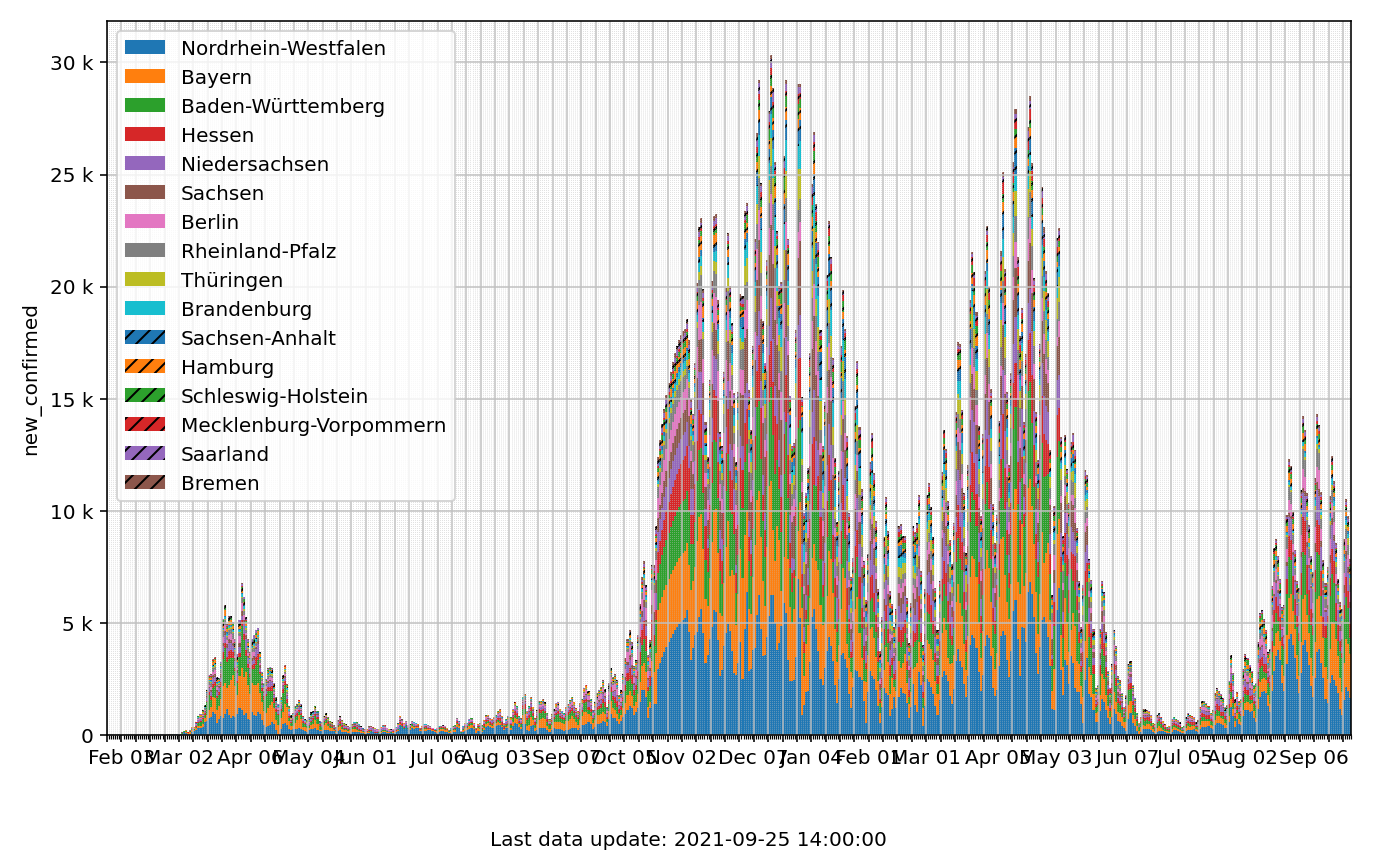 30 k
25 k
20 k
15 k
10 k
5 k
0
new_confirmed
Nordrhein-Westfalen
Bayern
Baden-Württemberg
Hessen
Niedersachsen
Sachsen
Berlin
Rheinland-Pfalz
Thüringen
Brandenburg
Sachsen-Anhalt
Hamburg
Schleswig-Holstein
Mecklenburg-Vorpommern
Saarland
Bremen
Feb 03 Mar 02 Apr 06 May 04 Jun 01 Jul 06 Aug 03 Sep 07 Oct 05 Nov 02 Dec 07 Jan 04 Feb 01 Mar 01 Apr 05 May 03 Jun 07 Jul 05 Aug 02 Sep 06
Last data update: 2021-09-25 14:00:00